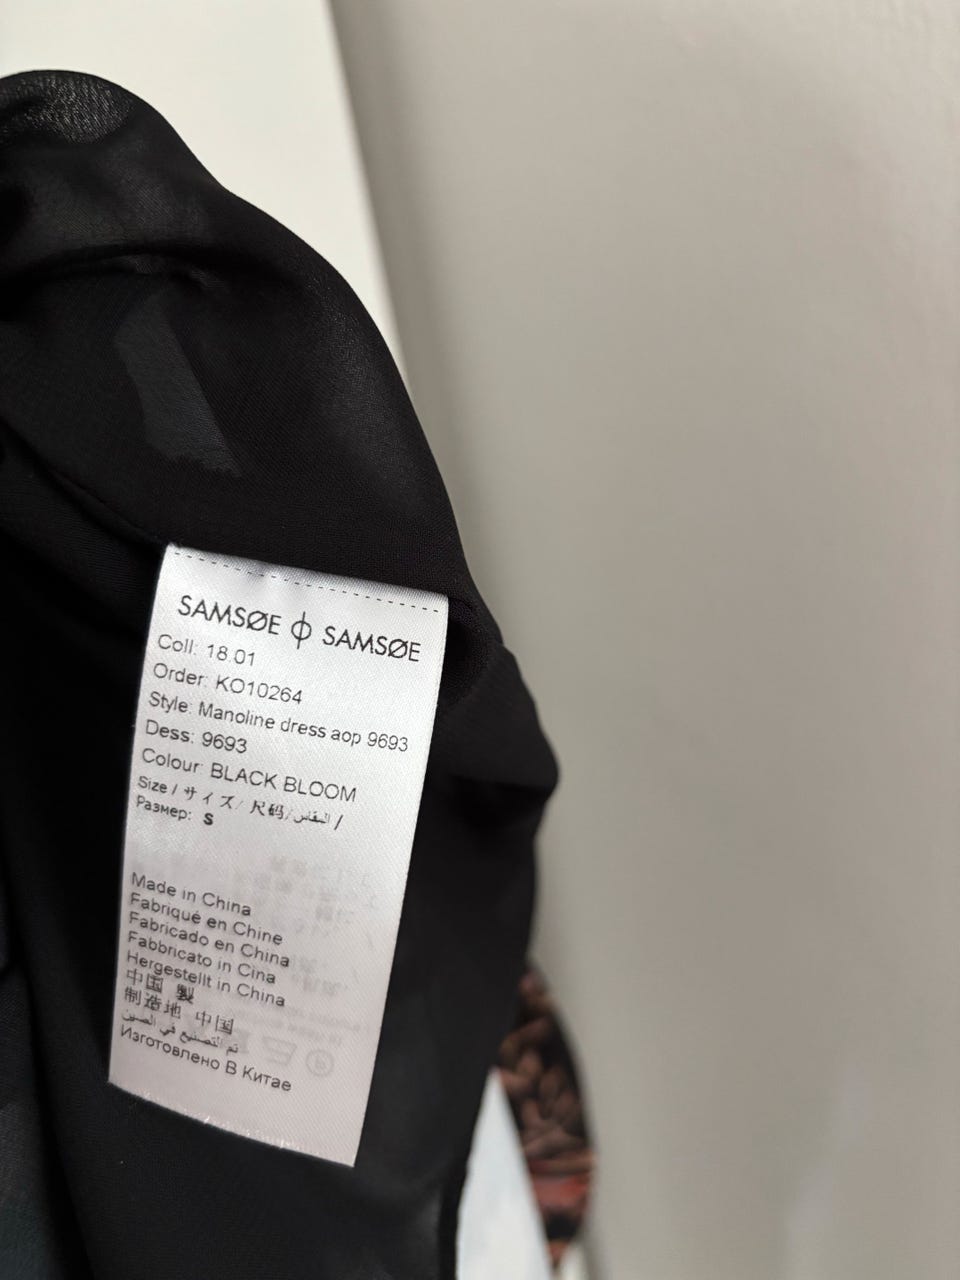 SAMSØE ϕ SAMSØE
Coll: 18.01
Order: KO10264
Style: Manoline dress aop 9693
Dess: 9693
Colour: BLACK BLOOM
Size / サイズ/ 尺码/المقاس /
Размер: S
Made in China
Fabriqué en Chine
Fabricado en China
Fabbricato in Cina
Hergestellt in China
中国 製
制造地 中国
تم التصنيع في الصين
Изготовлено В Китае